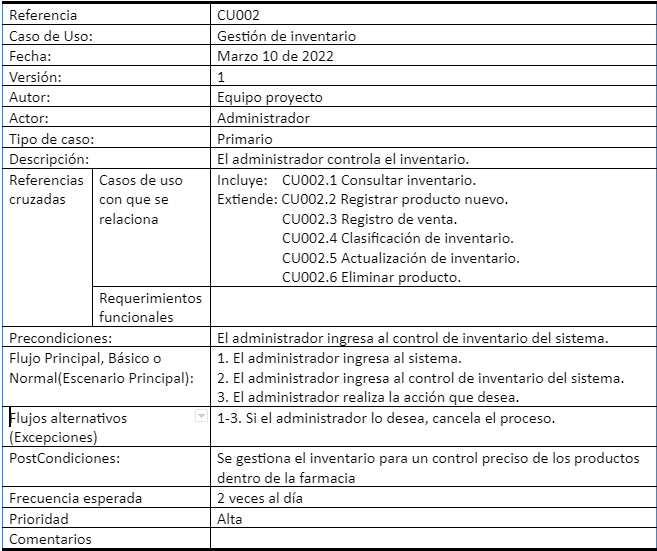 Referencia CU002
Caso de Uso: Gestión de inventario
Fecha: Marzo 10 de 2022
Versión: 1
Autor: Equipo proyecto
Actor: Administrador
Tipo de caso: Primario
Descripción: El administrador controla el inventario.
Referencias cruzadas
Casos de uso con que se relaciona
Incluye: CU002.1 Consultar inventario.
Extiende: CU002.2 Registrar producto nuevo.
CU002.3 Registro de venta.
CU002.4 Clasificación de inventario.
CU002.5 Actualización de inventario.
CU002.6 Eliminar producto.
Requerimientos funcionales
Precondiciones: El administrador ingresa al control de inventario del sistema.
Flujo Principal, Básico o
Normal(Escenario Principal):
1. El administrador ingresa al sistema.
2. El administrador ingresa al control de inventario del sistema.
3. El administrador realiza la acción que desea.
Flujos alternativos
(Excepciones)
1-3. Si el administrador lo desea, cancela el proceso.
PostCondiciones: Se gestiona el inventario para un control preciso de los productos
dentro de la farmacia
Frecuencia esperada 2 veces al día
Prioridad Alta
Comentarios